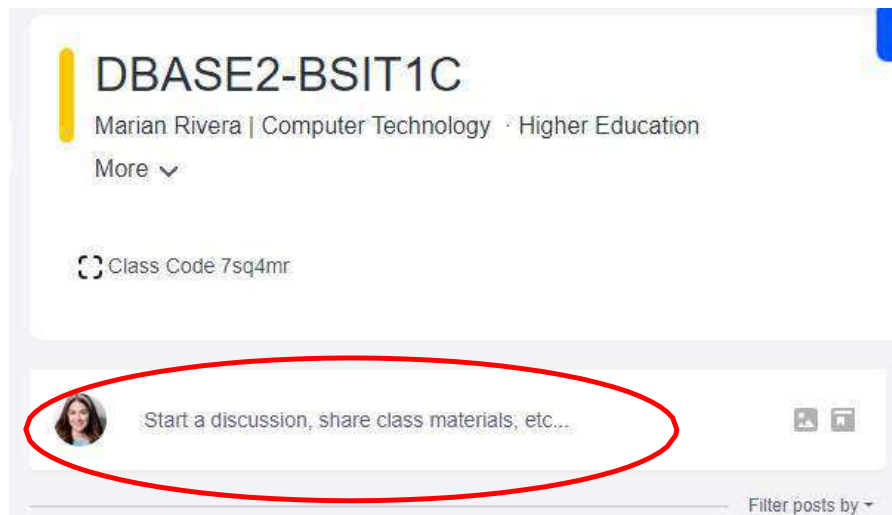 DBASE2-BSIT1C
Marian Rivera | Computer Technology · Higher Education
More
Class Code 7sq4mr
Start a discussion, share class materials, etc...
Filter posts by